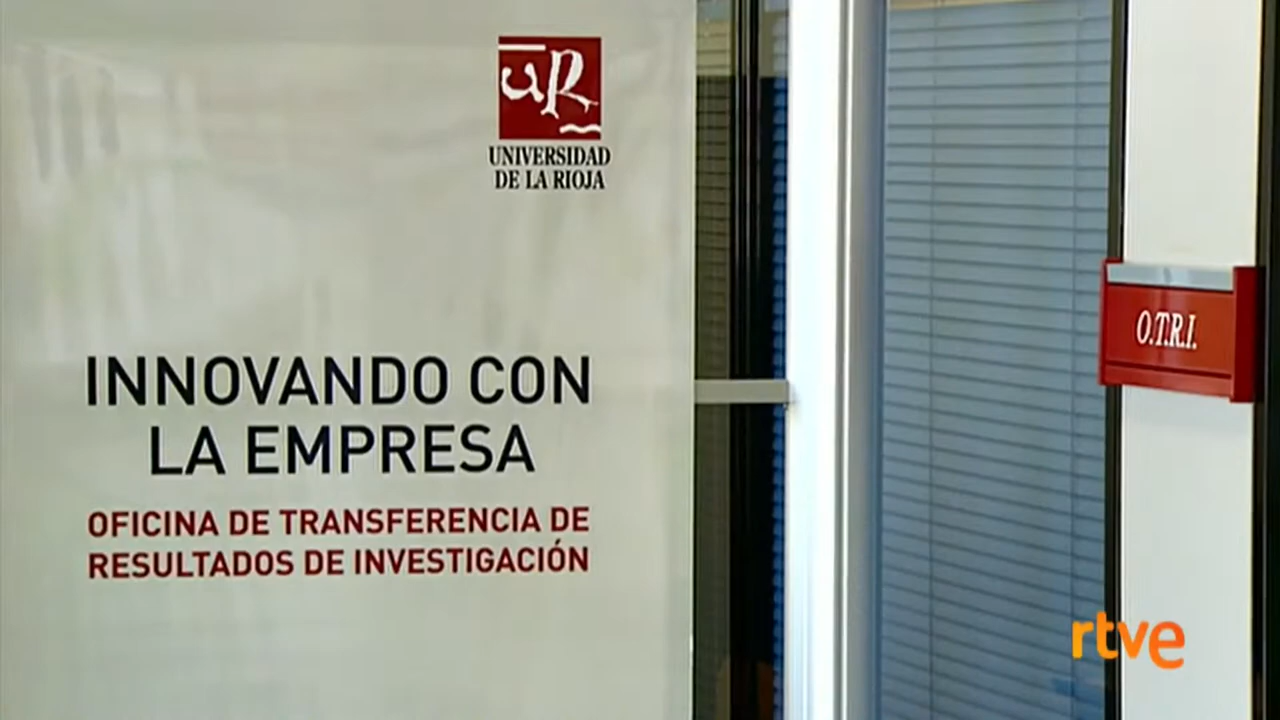 UR
UNIVERSIDAD
DE LA RIOJA
INNOVANDO CON
LA EMPRESA
OFICINA DE TRANSFERENCIA DE
RESULTADOS DE INVESTIGACIÓN
O.T.R.I.
rtve